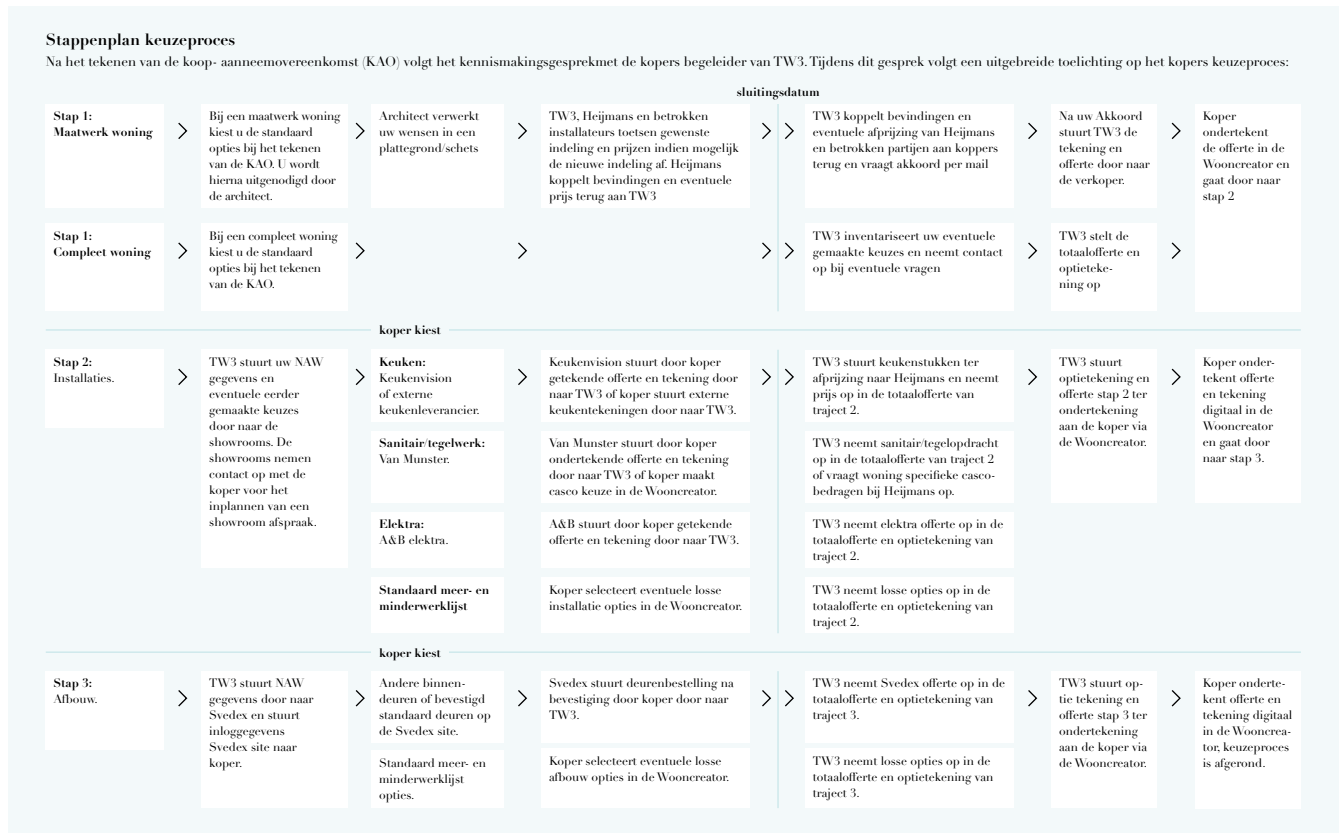 Stappenplan keuzeproces
Na het tekenen van de koop- aanneemovereenkomst (KAO) volgt het kennismakingsgesprekmet de kopers begeleider van TW3. Tijdens dit gesprek volgt een uitgebreide toelichting op het kopers keuzeproces:
sluitingsdatum
Stap 1:
Maatwerk woning
Bij een maatwerk woning
kiest u de standaard
opties bij het tekenen
van de KAO. U wordt
hierna uitgenodigd door
de architect.
Architect verwerkt
uw wensen in een
plattegrond/schets
TW3, Heijmans en betrokken
installateurs toetsen gewenste
indeling en prijzen indien mogelijk
de nieuwe indeling af. Heijmans
koppelt bevindingen en eventuele
prijs terug aan TW3
TW3 koppelt bevindingen en
eventuele afprijzing van Heijmans
en betrokken partijen aan koppers
terug en vraagt akkoord per mail
Na uw Akkoord
stuurt TW3 de
tekening en
offerte door naar
de verkoper.
Koper
ondertekent
de offerte in de
Wooncreator en
gaat door naar
stap 2
Stap 1:
Compleet woning
Bij een compleet woning
kiest u de standaard
opties bij het tekenen
van de KAO.
TW3 inventariseert uw eventuele
gemaakte keuzes en neemt contact
op bij eventuele vragen
TW3 stelt de
totaalofferte en
optieteke-
ning op
koper kiest
Stap 2:
Installaties.
TW3 stuurt uw NAW
gegevens en
eventuele eerder
gemaakte keuzes
door naar de
showrooms. De
showrooms nemen
contact op met de
koper voor het
inplannen van een
showroom afspraak.
Keuken:
Keukenvision
of externe
keukenleverancier.
Keukenvision stuurt door koper
getekende offerte en tekening door
naar TW3 of koper stuurt externe
keukentekeningen door naar TW3.
TW3 stuurt keukenstukken ter
afprijzing naar Heijmans en neemt
prijs op in de totaalofferte van
traject 2.
TW3 stuurt
optietekening en
offerte stap 2 ter
ondertekening
aan de koper via
de Wooncreator.
Koper onder-
tekent offerte
en tekening
digitaal in de
Wooncreator
en gaat door
naar stap 3.
Sanitair/tegelwerk:
Van Munster.
Van Munster stuurt door koper
ondertekende offerte en tekening
door naar TW3 of koper maakt
casco keuze in de Wooncreator.
TW3 neemt sanitair/tegelopdracht
op in de totaalofferte van traject 2
of vraagt woning specifieke casco-
bedragen bij Heijmans op.
Elektra:
A&B elektra.
A&B stuurt door koper getekende
offerte en tekening door naar TW3.
TW3 neemt elektra offerte op in de
totaalofferte en optietekening van
traject 2.
Standaard meer- en
minderwerklijst
Koper selecteert eventuele losse
installatie opties in de Wooncreator.
TW3 neemt losse opties op in de
totaalofferte en optietekening van
traject 2.
koper kiest
Stap 3:
Afbouw.
TW3 stuurt NAW
gegevens door naar
Svedex en stuurt
inloggegevens
Svedex site naar
koper.
Andere binnen-
deuren of bevestigd
standaard deuren op
de Svedex site.
Svedex stuurt deurenbestelling na
bevestiging door koper door naar
TW3.
TW3 neemt Svedex offerte op in de
totaalofferte en optietekening van
traject 3.
TW3 stuurt op-
tie tekening en
offerte stap 3 ter
ondertekening
aan de koper via
de Wooncreator.
Koper onderte-
kent offerte en
tekening digitaal
in de Wooncrea-
tor, keuzeproces
is afgerond.
Standaard meer- en
minderwerklijst
opties.
Koper selecteert eventuele losse
afbouw opties in de Wooncreator.
TW3 neemt losse opties op in de
totaalofferte en optietekening van
traject 3.